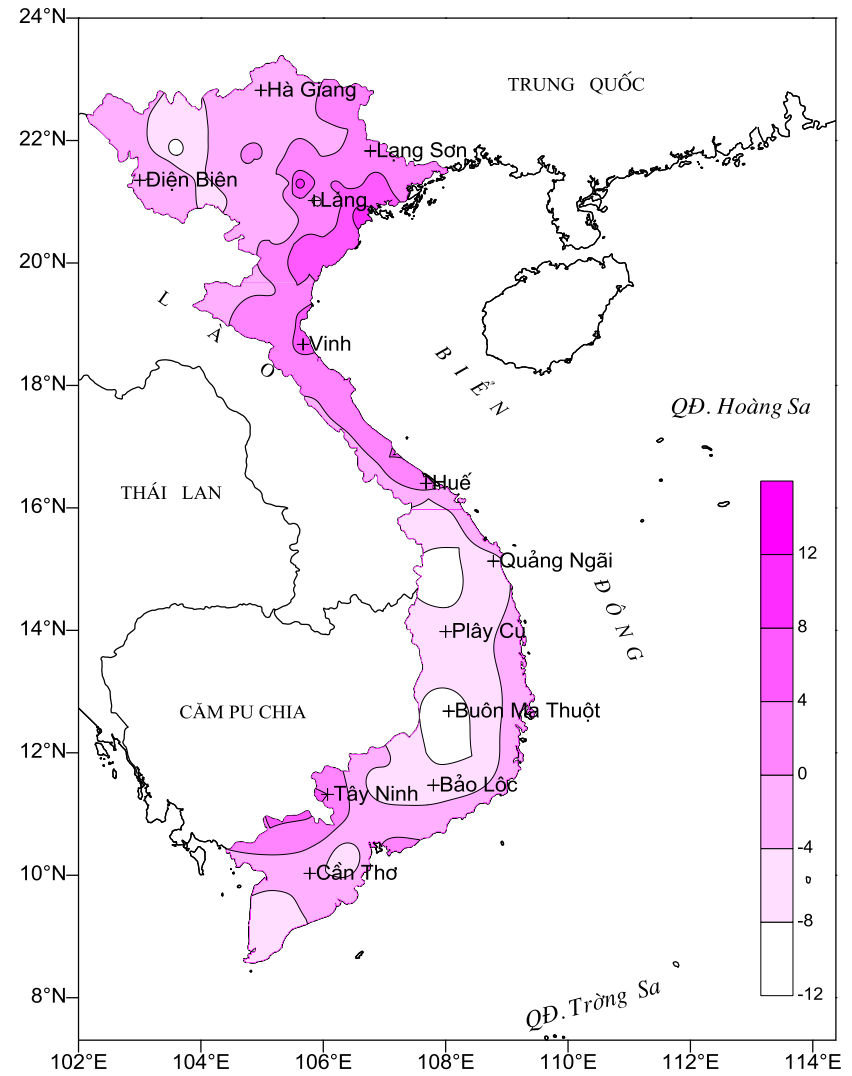 24°N
TRUNG QUỐC
Hà Giang
22°N
Lạng Sơn
Điện Biên
Láng
20°N
L
À
O
Vinh
BIỂN
18°N
QĐ. Hoàng Sa
THÁI LAN
Huế
16°N
12
Quảng Ngãi
ĐÔNG
14°N
Plây Cu
8
4
CĂM PU CHIA
Buôn Ma Thuột
12°N
0
Bảo Lộc
Tây Ninh
-4
10°N
Cần Thơ
-8
8°N
-12
QĐ. Trờng Sa
102°E 104°E 106°E 108°E 110°E 112°E 114°E